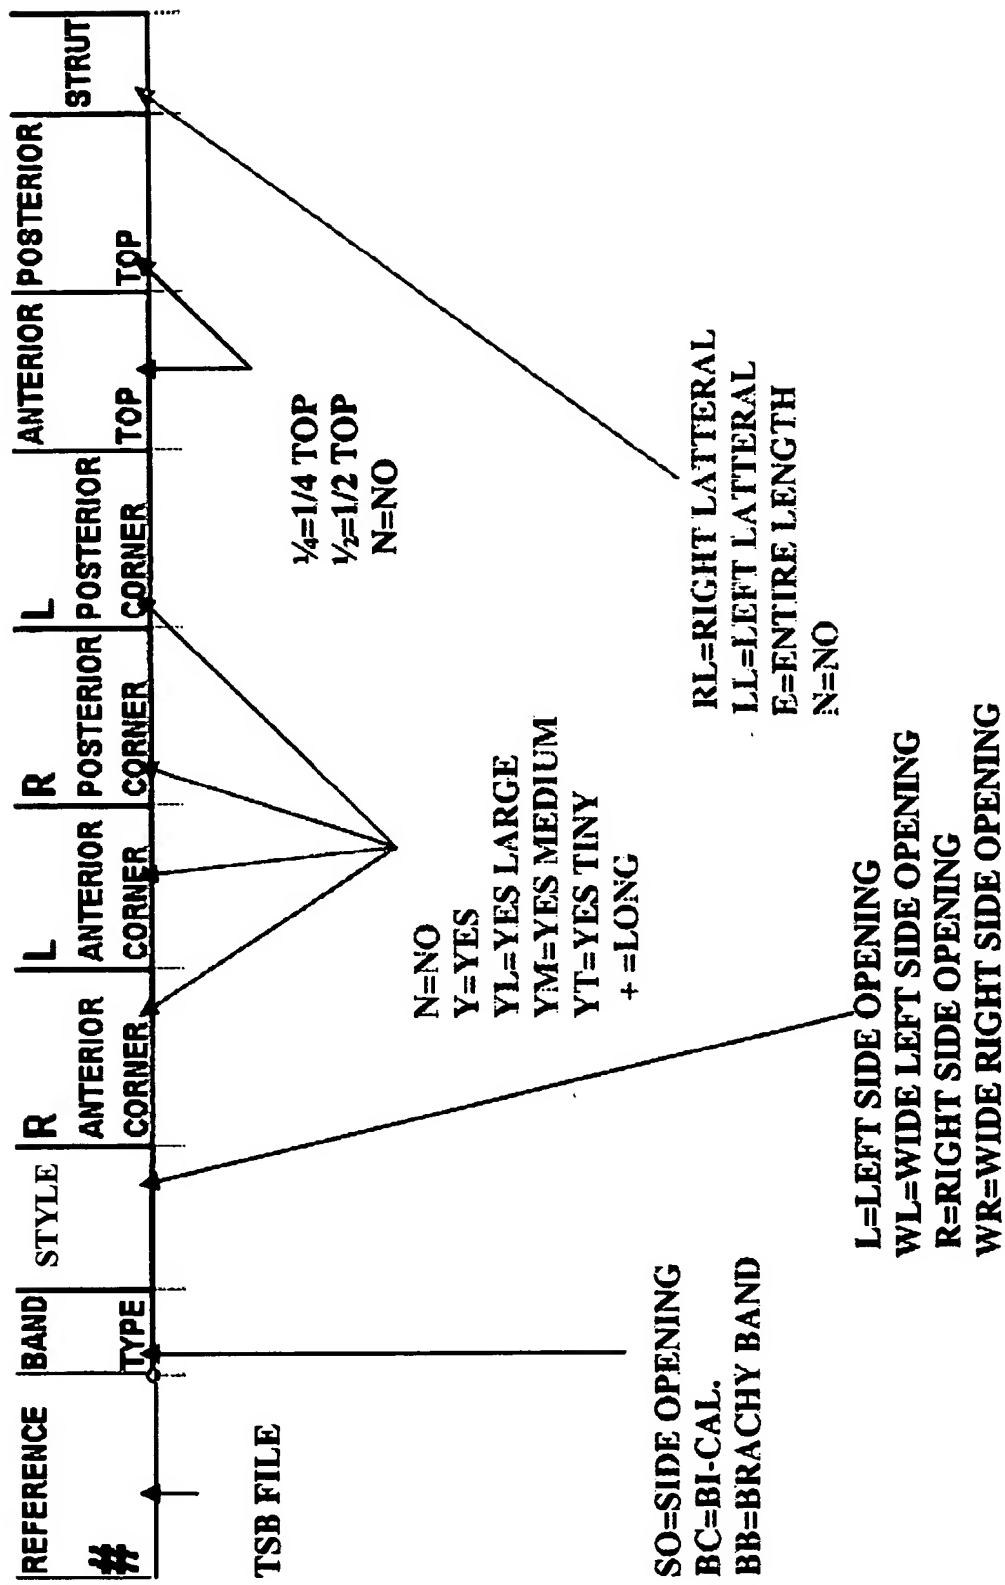 REFERENCE
#
BAND
TYPE
STYLE
R
ANTERIOR
CORNER
L
ANTERIOR
CORNER
R
POSTERIOR
CORNER
L
POSTERIOR
CORNER
ANTERIOR
TOP
POSTERIOR
TOP
STRUT
TSB FILE
SO=SIDE OPENING
BC=BI-CAL.
BB=BRACHY BAND
L=LEFT SIDE OPENING
WL=WIDE LEFT SIDE OPENING
R=RIGHT SIDE OPENING
WR=WIDE RIGHT SIDE OPENING
N=NO
Y=YES
YL=YES LARGE
YM=YES MEDIUM
YT=YES TINY
+ =LONG
¼=1/4 TOP
½=1/2 TOP
N=NO
RL=RIGHT LATTERAL
LL=LEFT LATTERAL
E=ENTIRE LENGTH
N=NO